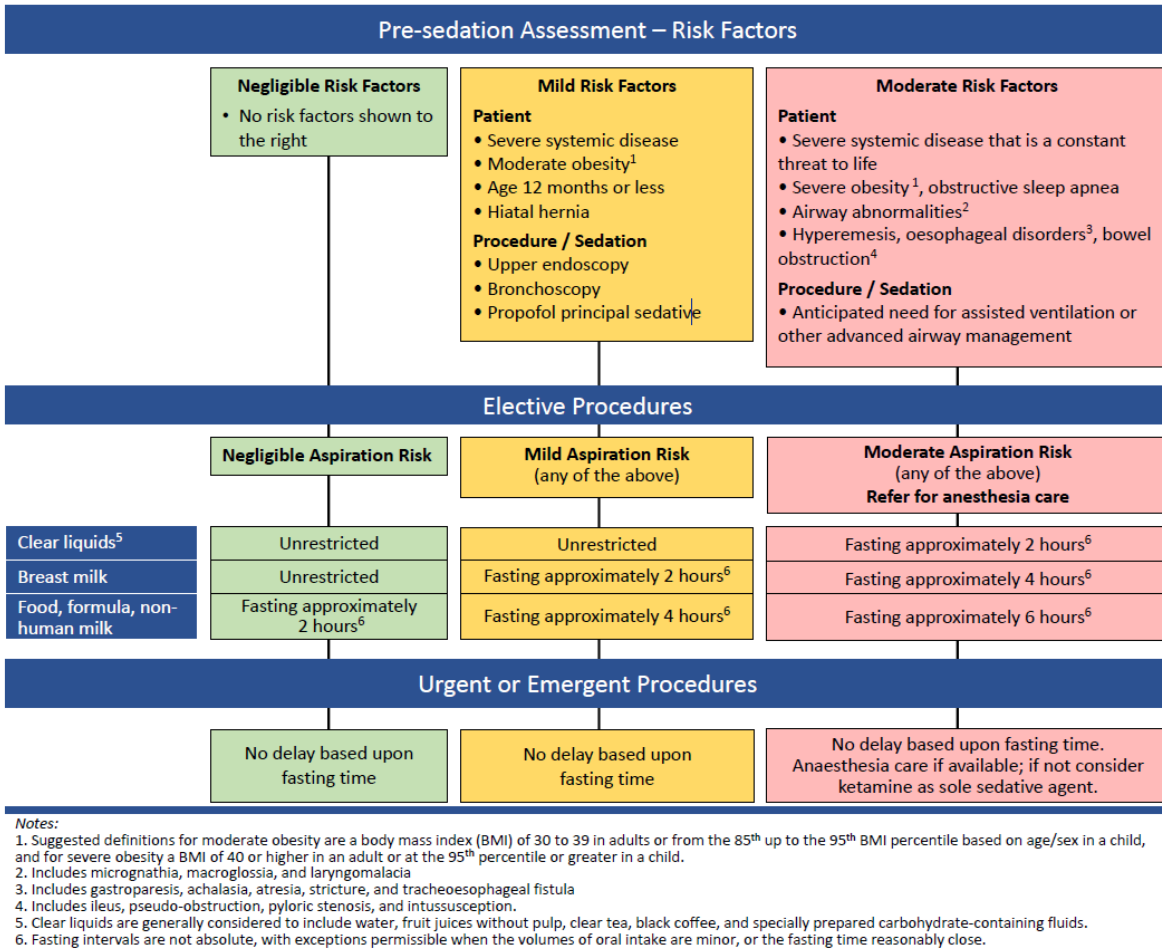 Pre-sedation Assessment – Risk Factors
Negligible Risk Factors
• No risk factors shown to
the right
Mild Risk Factors
Patient
• Severe systemic disease
• Moderate obesity¹
• Age 12 months or less
• Hiatal hernia
Procedure / Sedation
• Upper endoscopy
• Bronchoscopy
• Propofol principal sedative
Moderate Risk Factors
Patient
• Severe systemic disease that is a constant
threat to life
• Severe obesity ¹, obstructive sleep apnea
• Airway abnormalities²
• Hyperemesis, oesophageal disorders³, bowel
obstruction⁴
Procedure / Sedation
• Anticipated need for assisted ventilation or
other advanced airway management
Elective Procedures
Negligible Aspiration Risk
Mild Aspiration Risk
(any of the above)
Moderate Aspiration Risk
(any of the above)
Refer for anesthesia care
Clear liquids⁵
Unrestricted
Unrestricted
Fasting approximately 2 hours⁶
Breast milk
Unrestricted
Fasting approximately 2 hours⁶
Fasting approximately 4 hours⁶
Food, formula, non-
human milk
Fasting approximately
2 hours⁶
Fasting approximately 4 hours⁶
Fasting approximately 6 hours⁶
Urgent or Emergent Procedures
No delay based upon
fasting time
No delay based upon
fasting time
No delay based upon fasting time.
Anaesthesia care if available; if not consider
ketamine as sole sedative agent.
Notes:
1. Suggested definitions for moderate obesity are a body mass index (BMI) of 30 to 39 in adults or from the 85th up to the 95th BMI percentile based on age/sex in a child,
and for severe obesity a BMI of 40 or higher in an adult or at the 95th percentile or greater in a child.
2. Includes micrognathia, macroglossia, and laryngomalacia
3. Includes gastroparesis, achalasia, atresia, stricture, and tracheoesophageal fistula
4. Includes ileus, pseudo-obstruction, pyloric stenosis, and intussusception.
5. Clear liquids are generally considered to include water, fruit juices without pulp, clear tea, black coffee, and specially prepared carbohydrate-containing fluids.
6. Fasting intervals are not absolute, with exceptions permissible when the volumes of oral intake are minor, or the fasting time reasonably close.